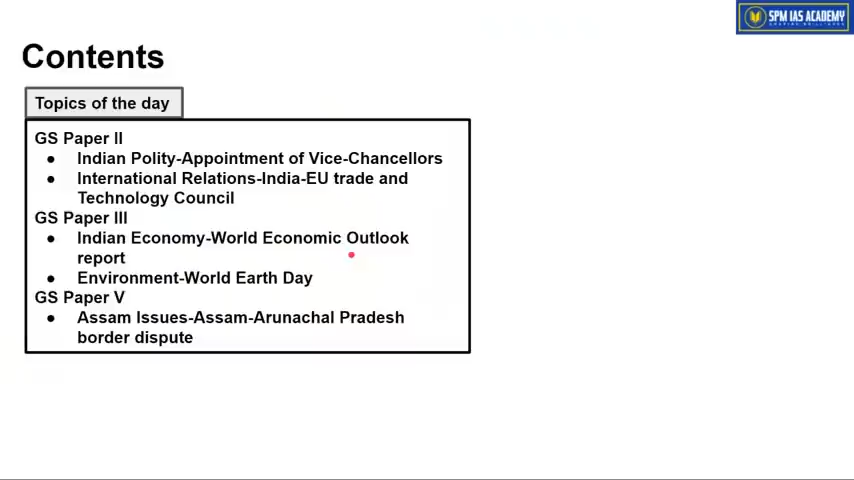 SPM IAS ACADEMY
Contents
Topics of the day
GS Paper II
● Indian Polity-Appointment of Vice-Chancellors
● International Relations-India-EU trade and
Technology Council
GS Paper III
● Indian Economy-World Economic Outlook
report
● Environment-World Earth Day
GS Paper V
● Assam Issues-Assam-Arunachal Pradesh
border dispute